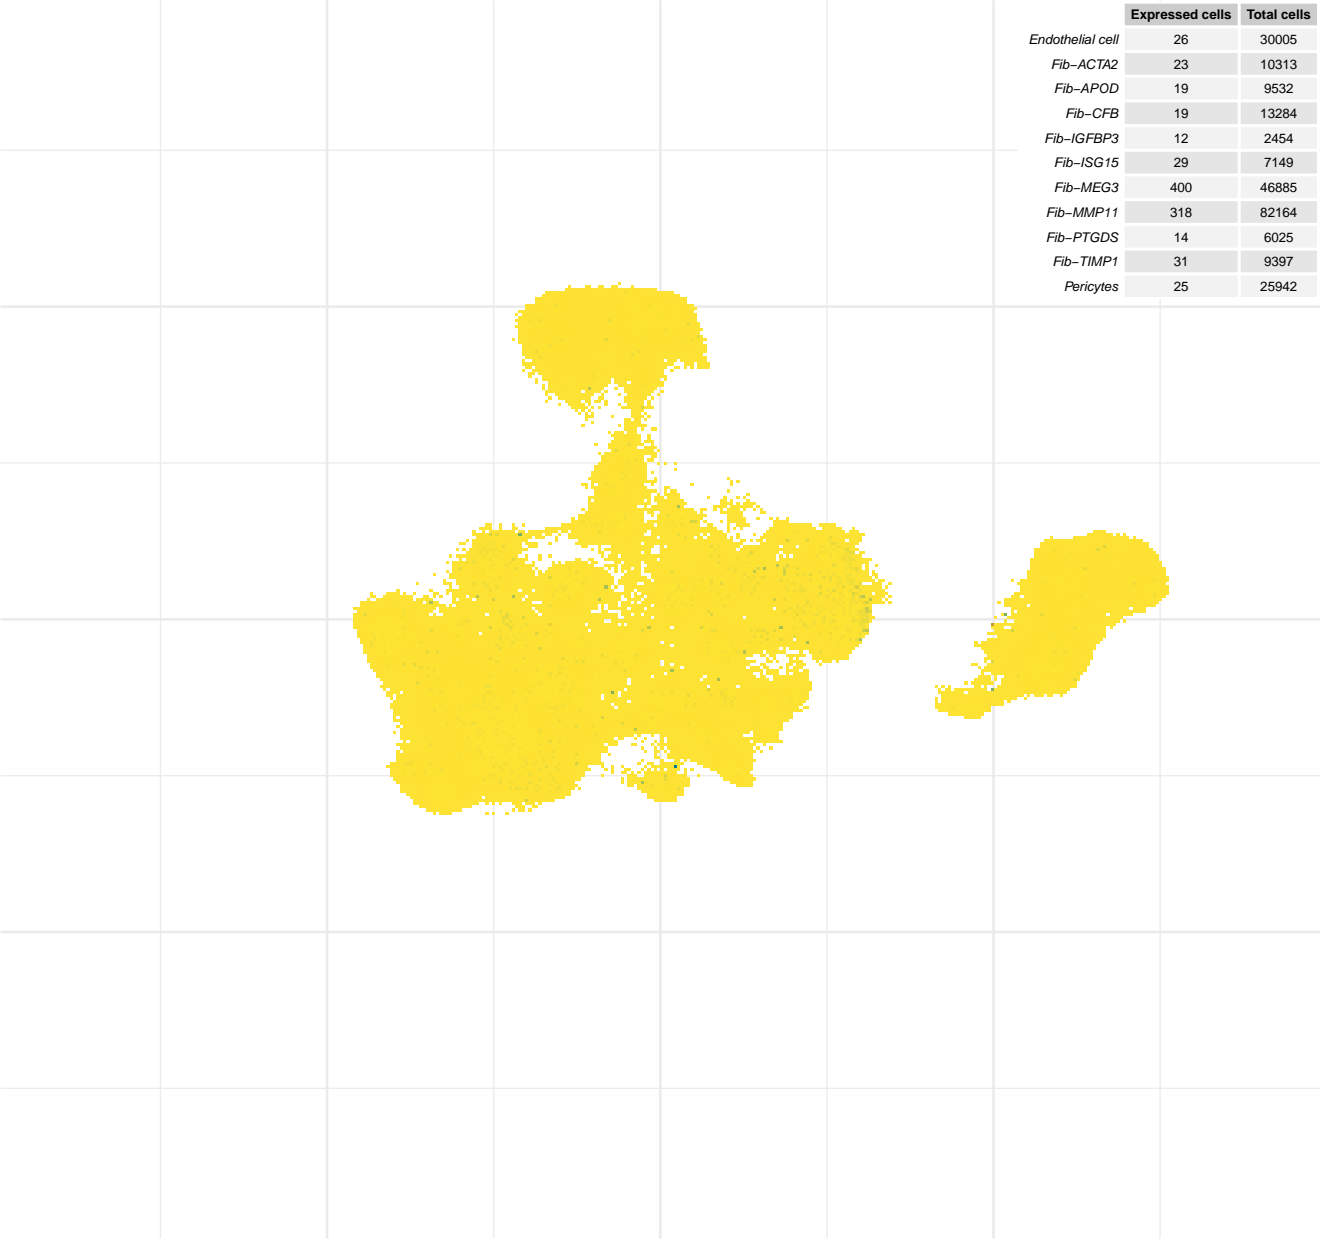 Expressed cells Total cells
Endothelial cell 26 30005
Fib−ACTA2 23 10313
Fib−APOD 19 9532
Fib−CFB 19 13284
Fib−IGFBP3 12 2454
Fib−ISG15 29 7149
Fib−MEG3 400 46885
Fib−MMP11 318 82164
Fib−PTGDS 14 6025
Fib−TIMP1 31 9397
Pericytes 25 25942